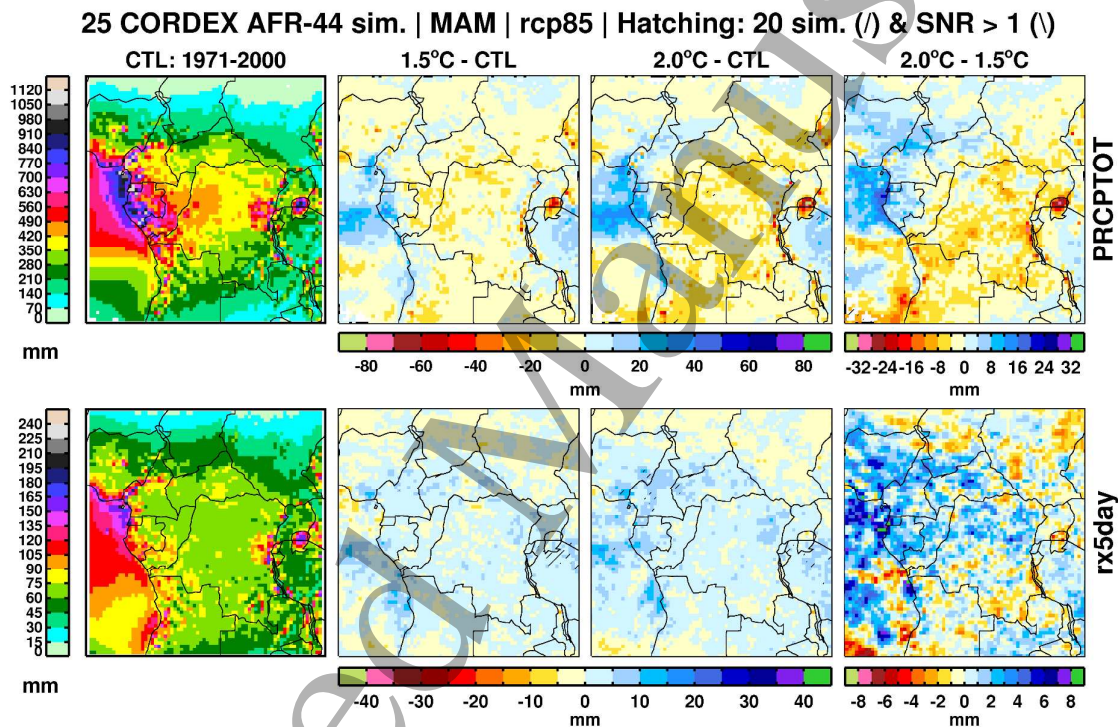 25 CORDEX AFR-44 sim. | MAM | rcp85 | Hatching: 20 sim. (/) & SNR > 1 (\)
CTL: 1971-2000
1.5°C - CTL
2.0°C - CTL
2.0°C - 1.5°C
1120
1050
980
910
840
770
700
630
560
490
420
350
280
210
140
70
0
mm
PRCPTOT
-80 -60 -40 -20 0 20 40 60 80
mm
-32 -24 -16 -8 0 8 16 24 32
mm
240
225
210
195
180
165
150
135
120
105
90
75
60
45
30
15
0
mm
rx5day
-40 -30 -20 -10 0 10 20 30 40
mm
-8 -6 -4 -2 0 2 4 6 8
mm